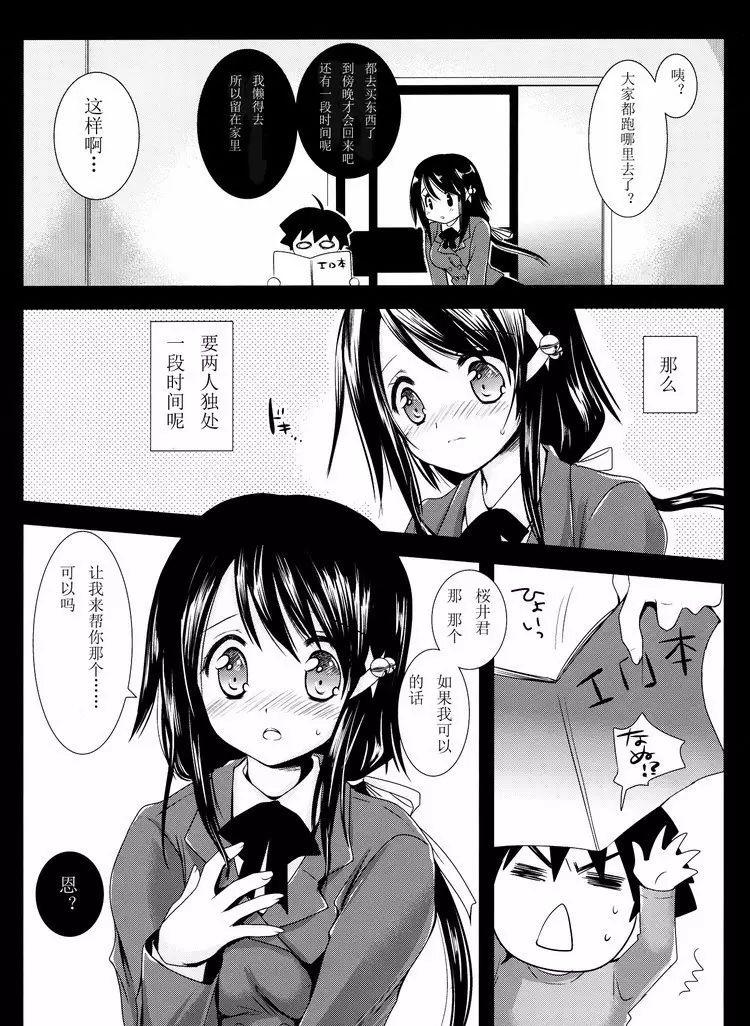 咦？
大家都跑哪里去了？
都去买东西了
到傍晚才会回来吧
还有一段时间呢
我懒得去
所以留在家里
这样啊…
エロ本
那么
要两人独处
一段时间呢
ドキ
ひょいっ
エロ本
なぬ!?
桜井君
那 那个
如果我可以
的话
让我来帮你那个……
可以吗
恩？